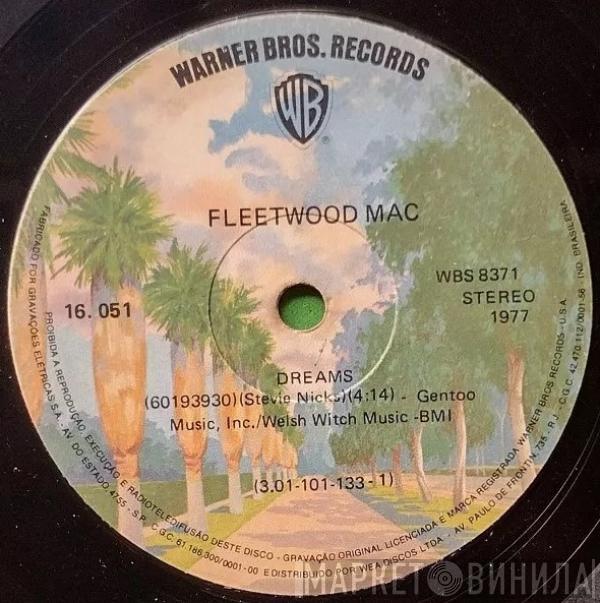 WARNER BROS. RECORDS
WB
®
FLEETWOOD MAC
16.051
WBS 8371
STEREO
1977
DREAMS
(60193930)(Stevie Nicks)(4:14) - Gentoo
Music, Inc./Welsh Witch Music -BMI
(3.01-101-133-1)
FABRICADO POR GRAVAÇÕES ELÉTRICAS S.A. - AV. DO ESTADO, 4755 - S.P. C.G.C. 61.186.300/0001-00 E DISTRIBUIDO POR WEA DISCOS LTDA - AV. PAULO DE FRONTIN, 395 - R.J. - C.G.C. 42.470.112/0001-56 IND. BRASILEIRA
PROIBIDA A REPRODUÇÃO, EXECUÇÃO E RADIOTELEDIFUSÃO DESTE DISCO - GRAVAÇÃO ORIGINAL LICENCIADA E MARCA REGISTRADA WARNER BROS RECORDS - U.S.A.
МАРКЕТ ВИНИЛА